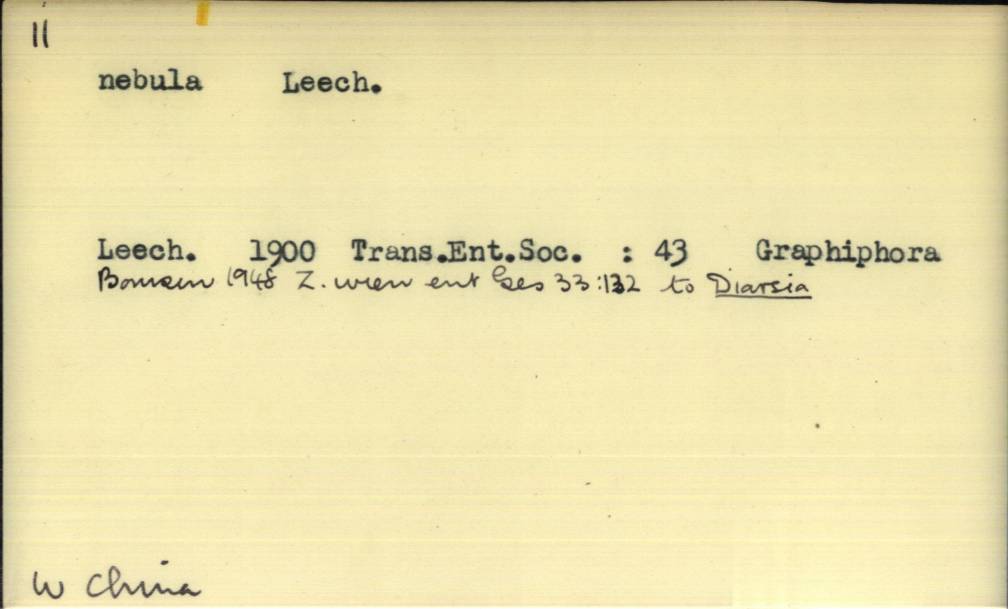 11
nebula Leech.
Leech. 1900 Trans.Ent.Soc. : 43 Graphiphora
1948 Z. wien ent Ges 33:132 to Diarsia
W China